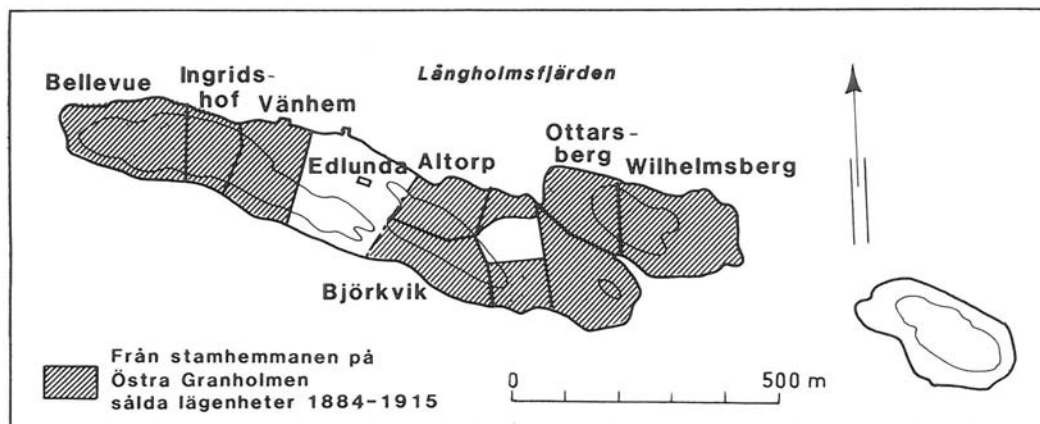 Långholmsfjärden
Bellevue
Ingrids-
hof
Vänhem
Edlunda
Altorp
Ottars-
berg
Wilhelmsberg
Björkvik
Från stamhemmanen på
Östra Granholmen
sålda lägenheter 1884-1915
0 500 m